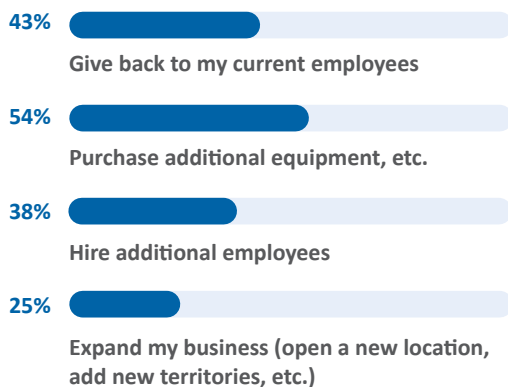 43%
Give back to my current employees
54%
Purchase additional equipment, etc.
38%
Hire additional employees
25%
Expand my business (open a new location,
add new territories, etc.)